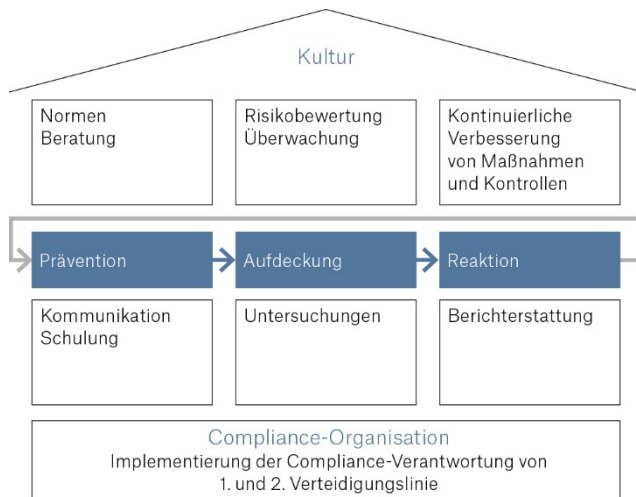 Kultur
Normen
Beratung
Risikobewertung
Überwachung
Kontinuierliche
Verbesserung
von Maßnahmen
und Kontrollen
Prävention
Aufdeckung
Reaktion
Kommunikation
Schulung
Untersuchungen
Berichterstattung
Compliance-Organisation
Implementierung der Compliance-Verantwortung von
1. und 2. Verteidigungslinie